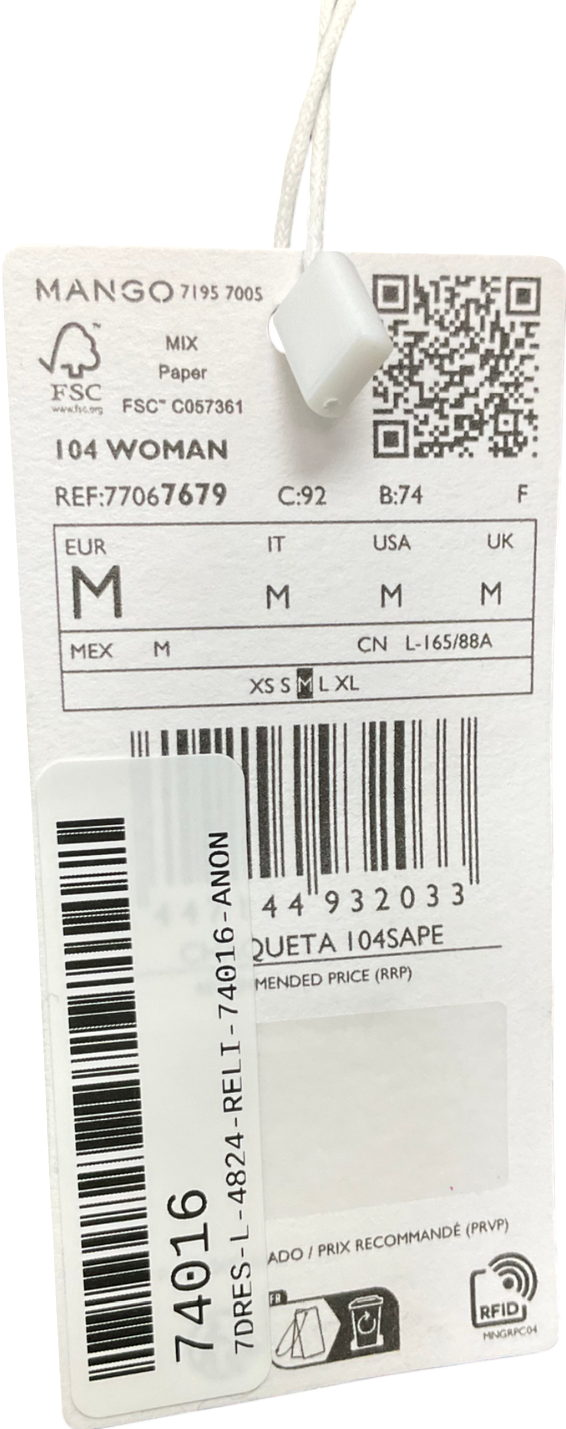 MANGO 7195 7005
MIX
Paper
FSC
www.fsc.org
FSC™ C057361
104 WOMAN
REF:77067679 C:92 B:74 F
EUR IT USA UK
M M M M
MEX M CN L-165/88A
XS S M L XL
44 932033
QUETA 104SAPE
MENDED PRICE (RRP)
ADO / PRIX RECOMMANDÉ (PRVP)
FR
RFID
MNGRPC04
74016
7DRES-L-4824-RELI-74016-ANON